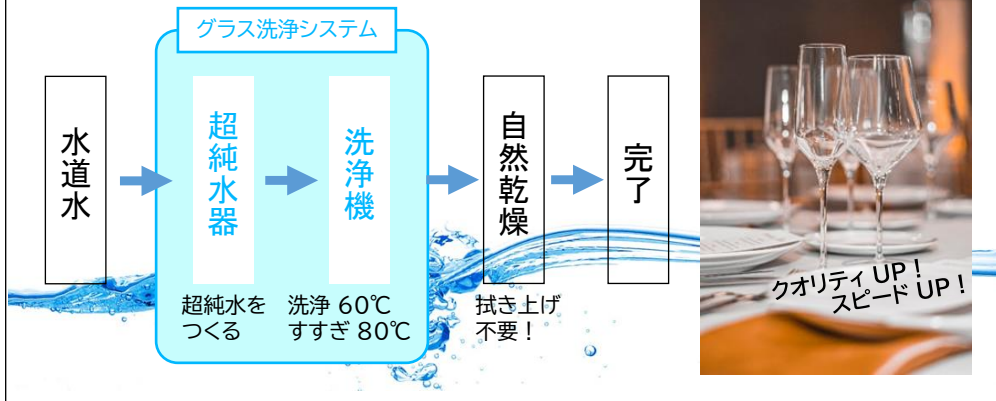 グラス洗浄システム
水道水
超純水器
洗浄機
自然乾燥
完了
超純水を
つくる
洗浄 60℃
すすぎ 80℃
拭き上げ
不要！
クオリティ UP！
スピード UP！